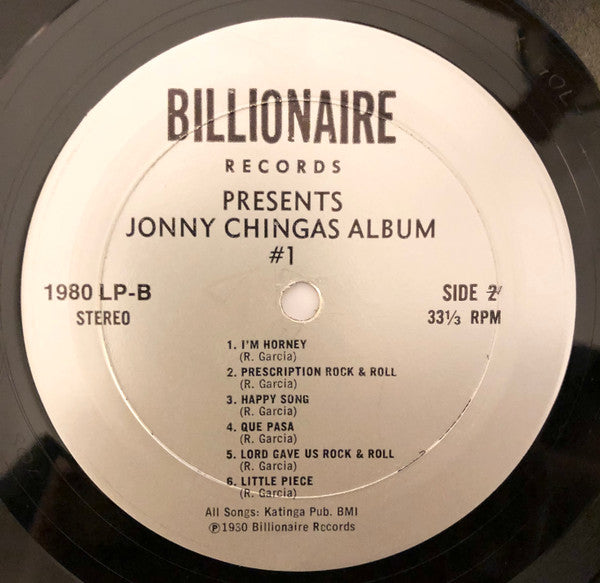 BILLIONAIRE
RECORDS
PRESENTS
JONNY CHINGAS ALBUM
#1
1980 LP-B
STEREO
SIDE 2
33⅓ RPM
1. I'M HORNEY
(R. Garcia)
2. PRESCRIPTION ROCK & ROLL
(R. Garcia)
3. HAPPY SONG
(R. Garcia)
4. QUE PASA
(R. Garcia)
5. LORD GAVE US ROCK & ROLL
(R. Garcia)
6. LITTLE PIECE
(R. Garcia)
All Songs: Katinga Pub. BMI
℗1980 Billionaire Records